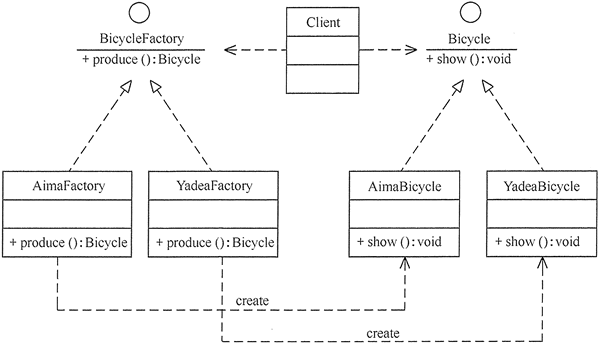 Client
BicycleFactory
+ produce (): Bicycle
Bicycle
+ show (): void
AimaFactory
+ produce (): Bicycle
YadeaFactory
+ produce (): Bicycle
AimaBicycle
+ show (): void
YadeaBicycle
+ show (): void
create
create